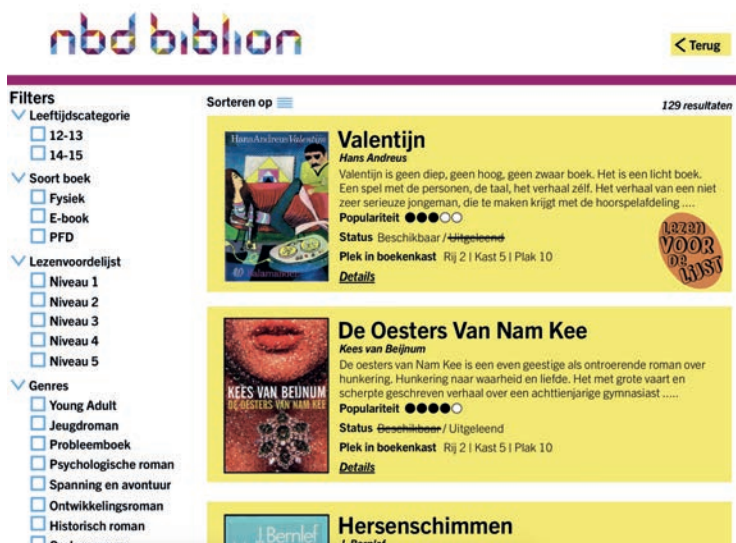 nbd biblion
Terug
Filters
Leeftijdscategorie
12-13
14-15
Soort boek
Fysiek
E-book
PFD
Lezenvoordelijst
Niveau 1
Niveau 2
Niveau 3
Niveau 4
Niveau 5
Genres
Young Adult
Jeugdroman
Probleemboek
Psychologische roman
Spanning en avontuur
Ontwikkelingsroman
Historisch roman
Sorteren op
129 resultaten
Hans Andreus Valentijn
Salamander
Valentijn
Hans Andreus
Valentijn is geen diep, geen hoog, geen zwaar boek. Het is een licht boek.
Een spel met de personen, de taal, het verhaal zélf. Het verhaal van een niet
zeer serieuze jongeman, die te maken krijgt met de hoorspelafdeling ....
Populariteit
Status Beschikbaar / Uitgeleend
Plek in boekenkast Rij 2 | Kast 5 | Plak 10
Details
LEZEN
VOOR
DE
LIJST
KEES VAN BEIJNUM
DE OESTERS VAN NAM KEE
De Oesters Van Nam Kee
Kees van Beijnum
De oesters van Nam Kee is een even geestige als ontroerende roman over
hunkering. Hunkering naar waarheid en liefde. Het met grote vaart en
scherpte geschreven verhaal over een achttienjarige gymnasiast .....
Populariteit
Status Beschikbaar / Uitgeleend
Plek in boekenkast Rij 2 | Kast 5 | Plak 10
Details
J. Bernlef
Hersenschimmen
J. Bernlef